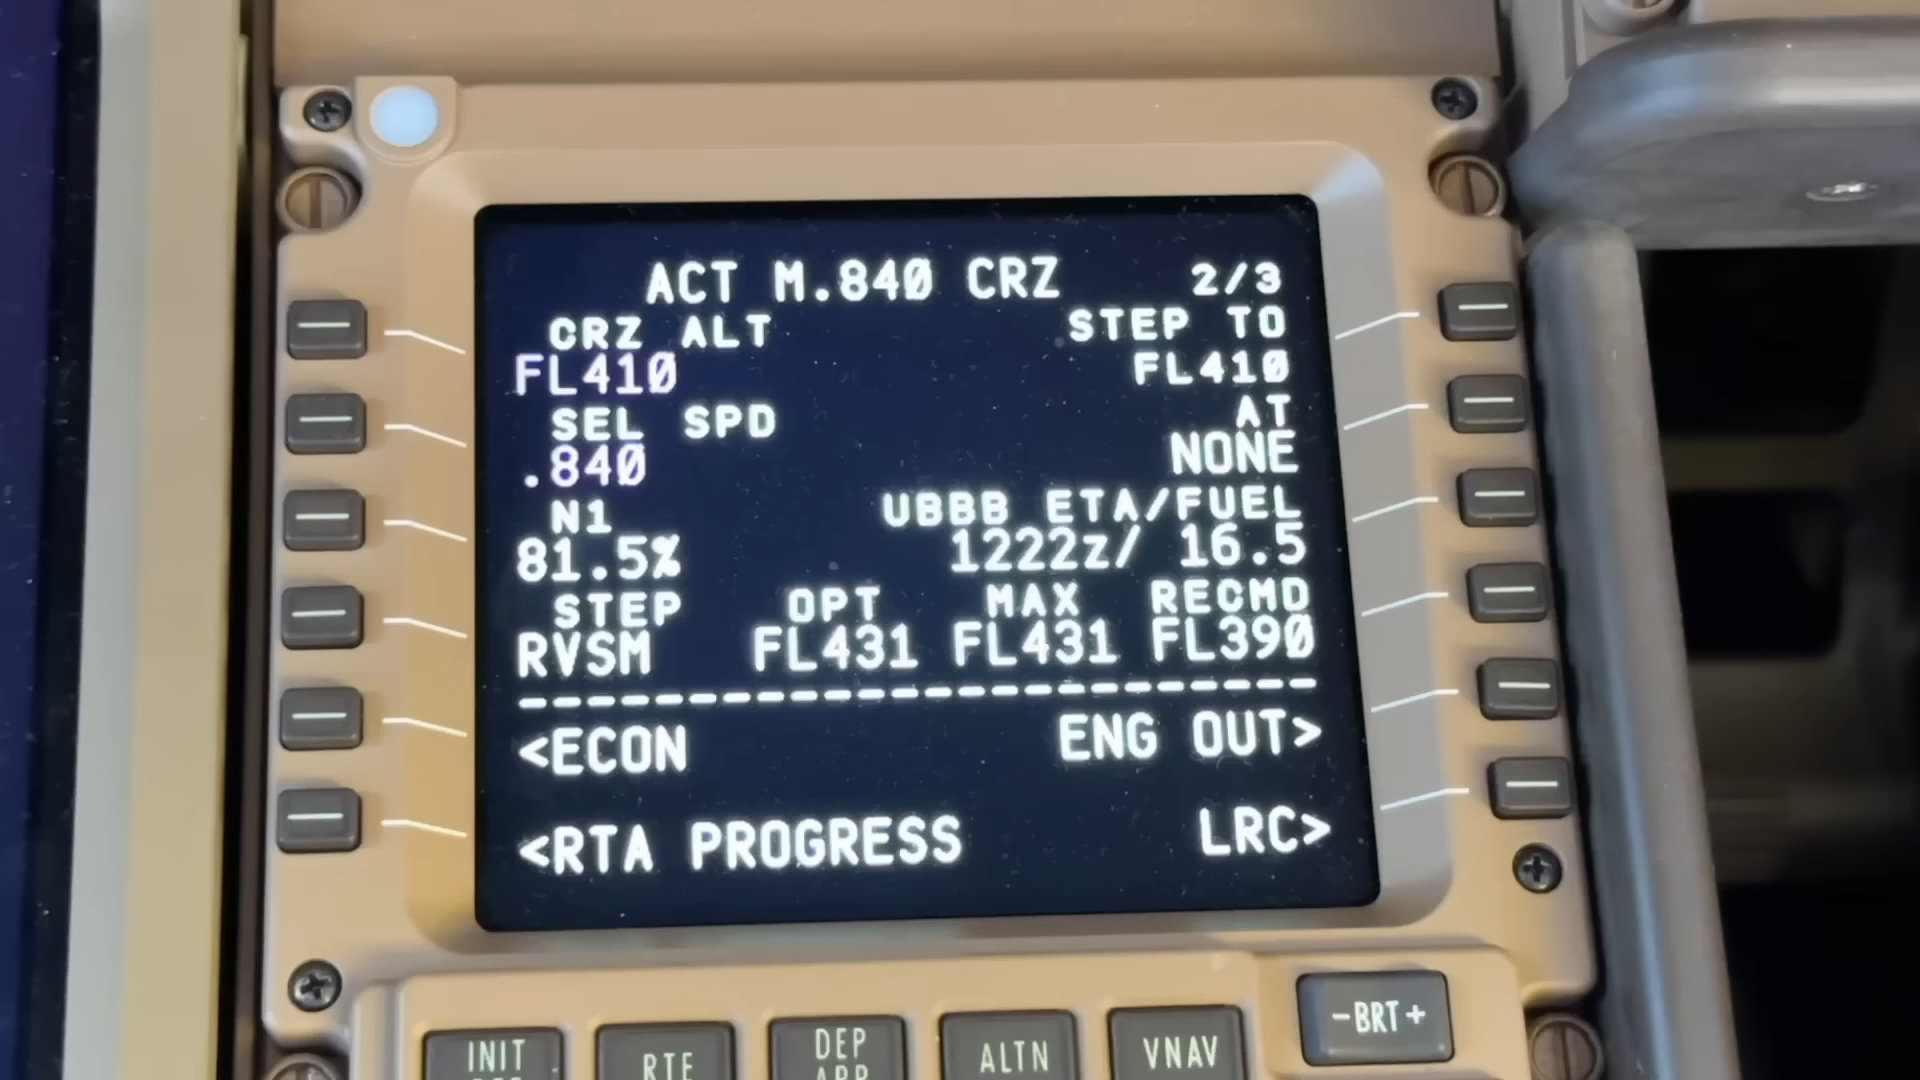 ACT M.840 CRZ 2/3
CRZ ALT STEP TO
FL410 FL410
SEL SPD AT
.840 NONE
N1 UBBB ETA/FUEL
81.5% 1222z/ 16.5
STEP OPT MAX RECMD
RVSM FL431 FL431 FL390
<ECON ENG OUT>
<RTA PROGRESS LRC>
-BRT+
INIT
RTE
DEP
ALTN
VNAV